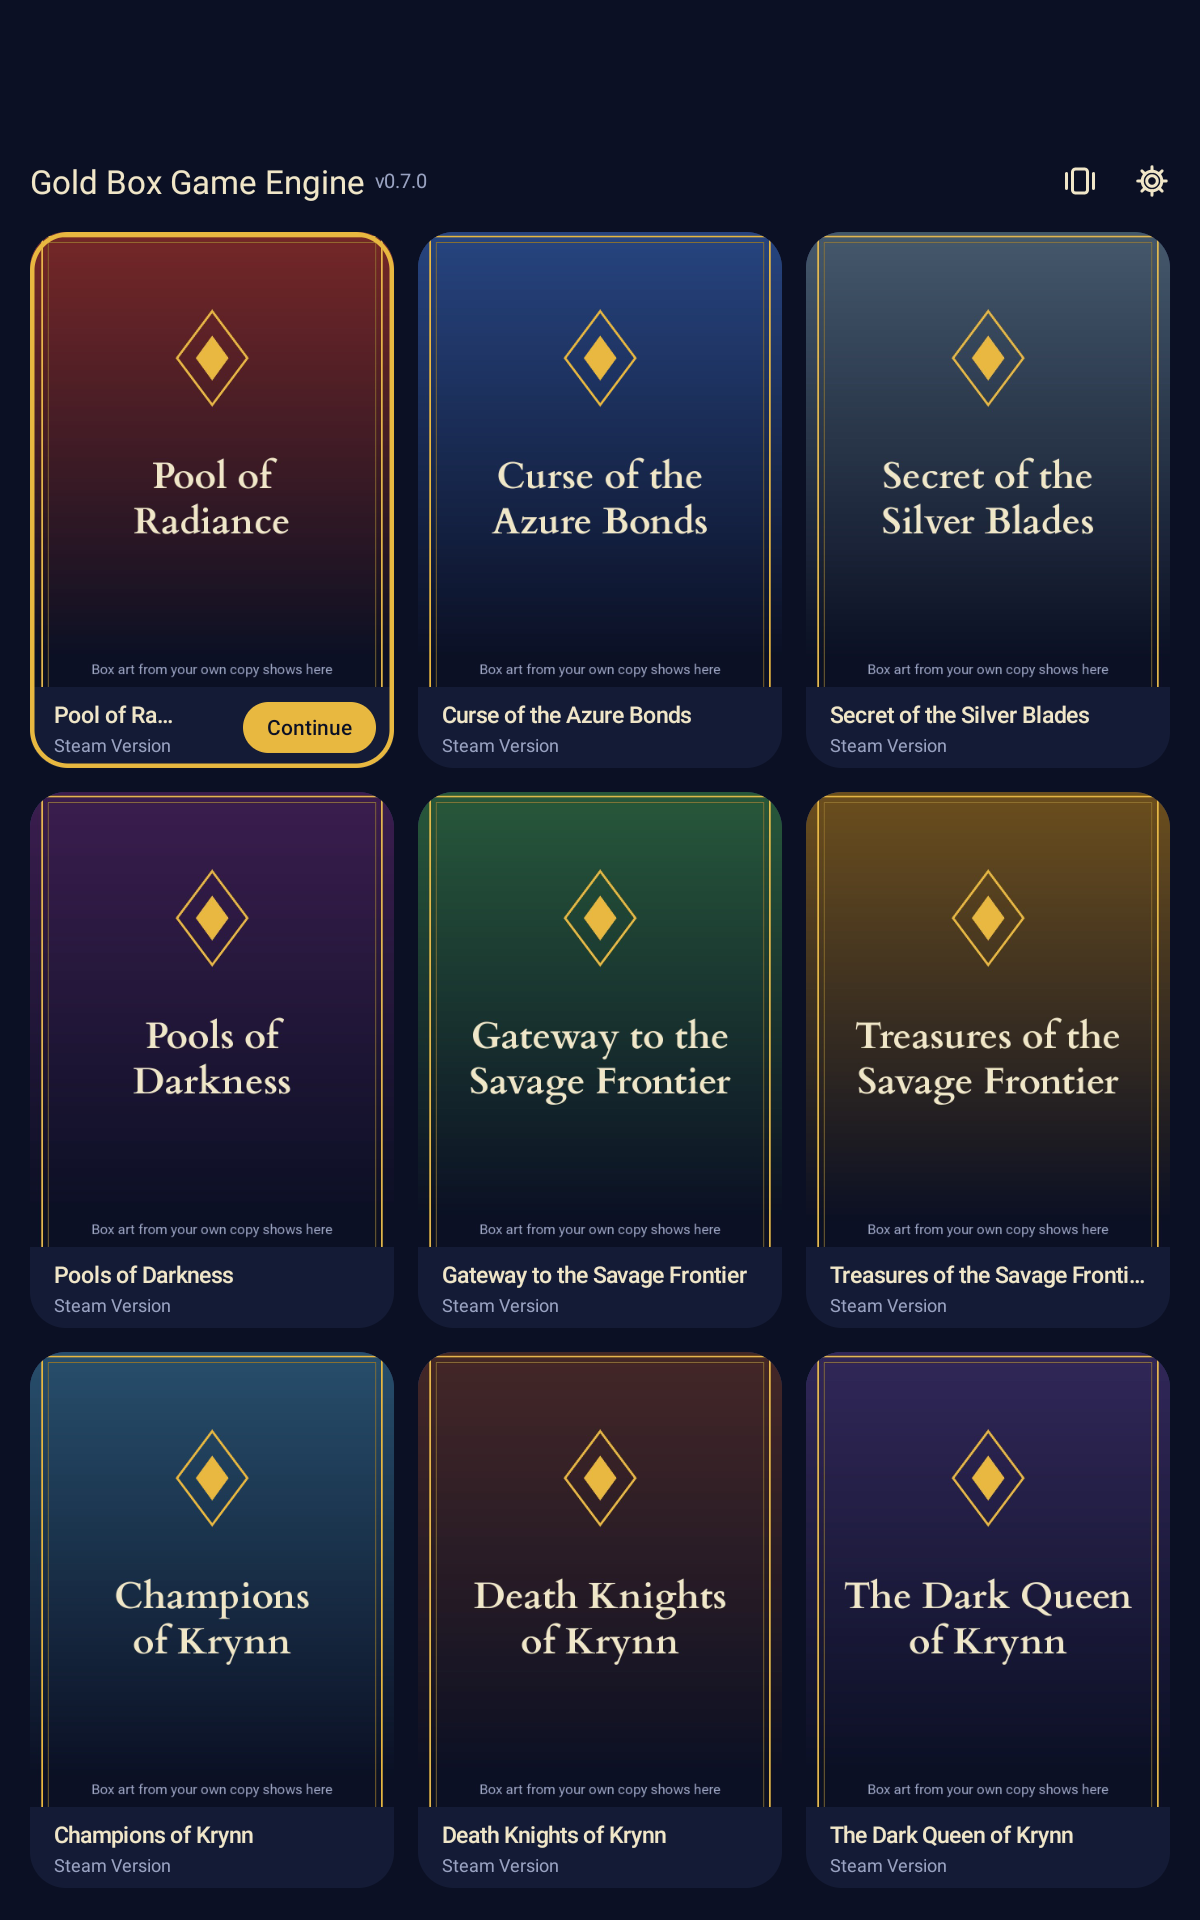 Gold Box Game Engine v0.7.0
Pool of
Radiance
Box art from your own copy shows here
Pool of Ra...
Steam Version
Continue
Curse of the
Azure Bonds
Box art from your own copy shows here
Curse of the Azure Bonds
Steam Version
Secret of the
Silver Blades
Box art from your own copy shows here
Secret of the Silver Blades
Steam Version
Pools of
Darkness
Box art from your own copy shows here
Pools of Darkness
Steam Version
Gateway to the
Savage Frontier
Box art from your own copy shows here
Gateway to the Savage Frontier
Steam Version
Treasures of the
Savage Frontier
Box art from your own copy shows here
Treasures of the Savage Fronti...
Steam Version
Champions
of Krynn
Box art from your own copy shows here
Champions of Krynn
Steam Version
Death Knights
of Krynn
Box art from your own copy shows here
Death Knights of Krynn
Steam Version
The Dark Queen
of Krynn
Box art from your own copy shows here
The Dark Queen of Krynn
Steam Version